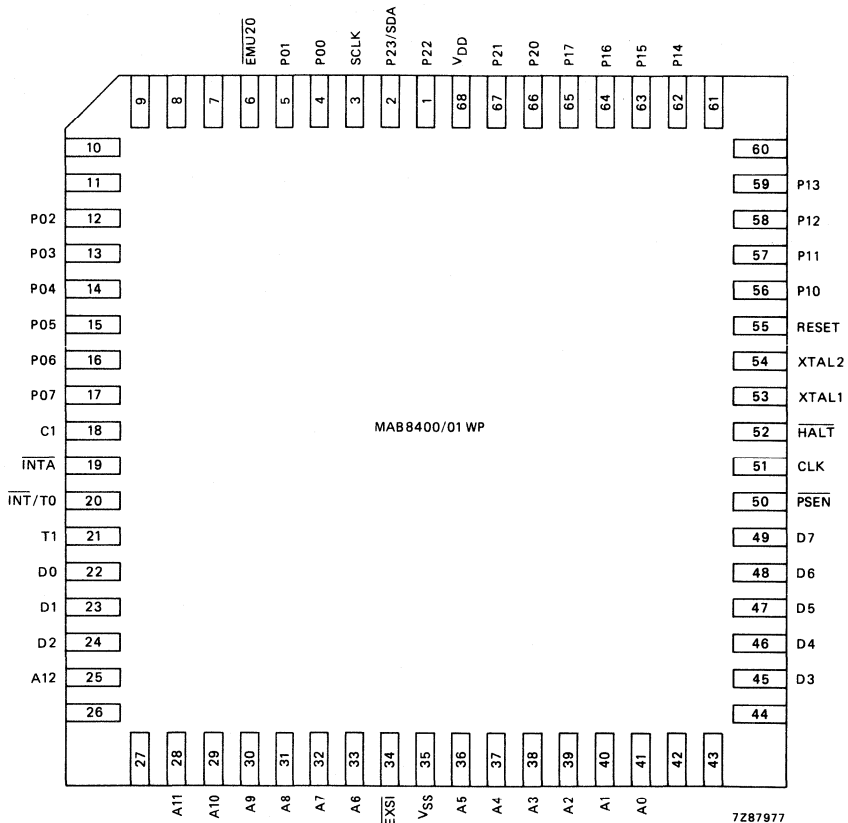 EMU20 P01 P00 SCLK P23/SDA P22 VDD P21 P20 P17 P16 P15 P14
9 8 7 6 5 4 3 2 1 68 67 66 65 64 63 62 61
10 60
11 59 P13
P02 12 58 P12
P03 13 57 P11
P04 14 56 P10
P05 15 55 RESET
P06 16 54 XTAL2
P07 17 53 XTAL1
MAB8400/01 WP
C1 18 52 HALT
INTA 19 51 CLK
INT/T0 20 50 PSEN
T1 21 49 D7
D0 22 48 D6
D1 23 47 D5
D2 24 46 D4
A12 25 45 D3
26 44
27 28 29 30 31 32 33 34 35 36 37 38 39 40 41 42 43
A11 A10 A9 A8 A7 A6 EXSI VSS A5 A4 A3 A2 A1 A0
7Z87977